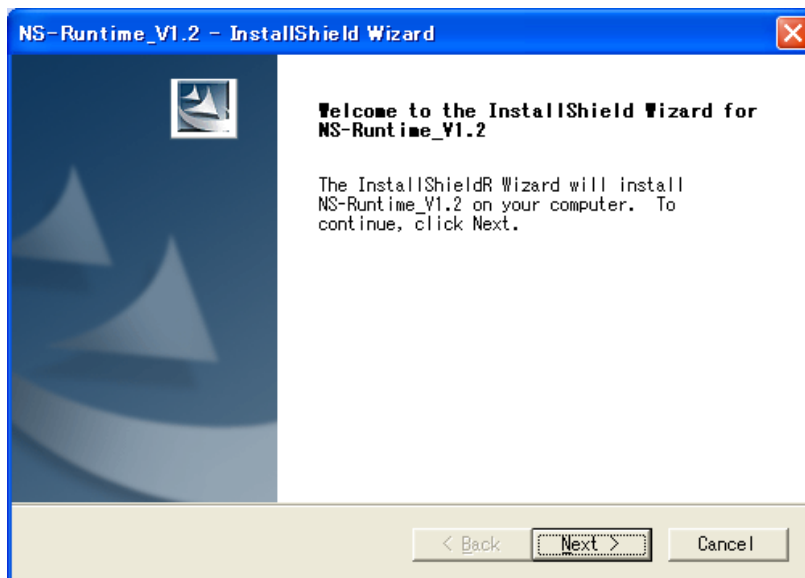 NS-Runtime_V1.2 - InstallShield Wizard
Welcome to the InstallShield Wizard for
NS-Runtime_V1.2
The InstallShieldR Wizard will install
NS-Runtime_V1.2 on your computer.  To
continue, click Next.
< Back   Next >   Cancel